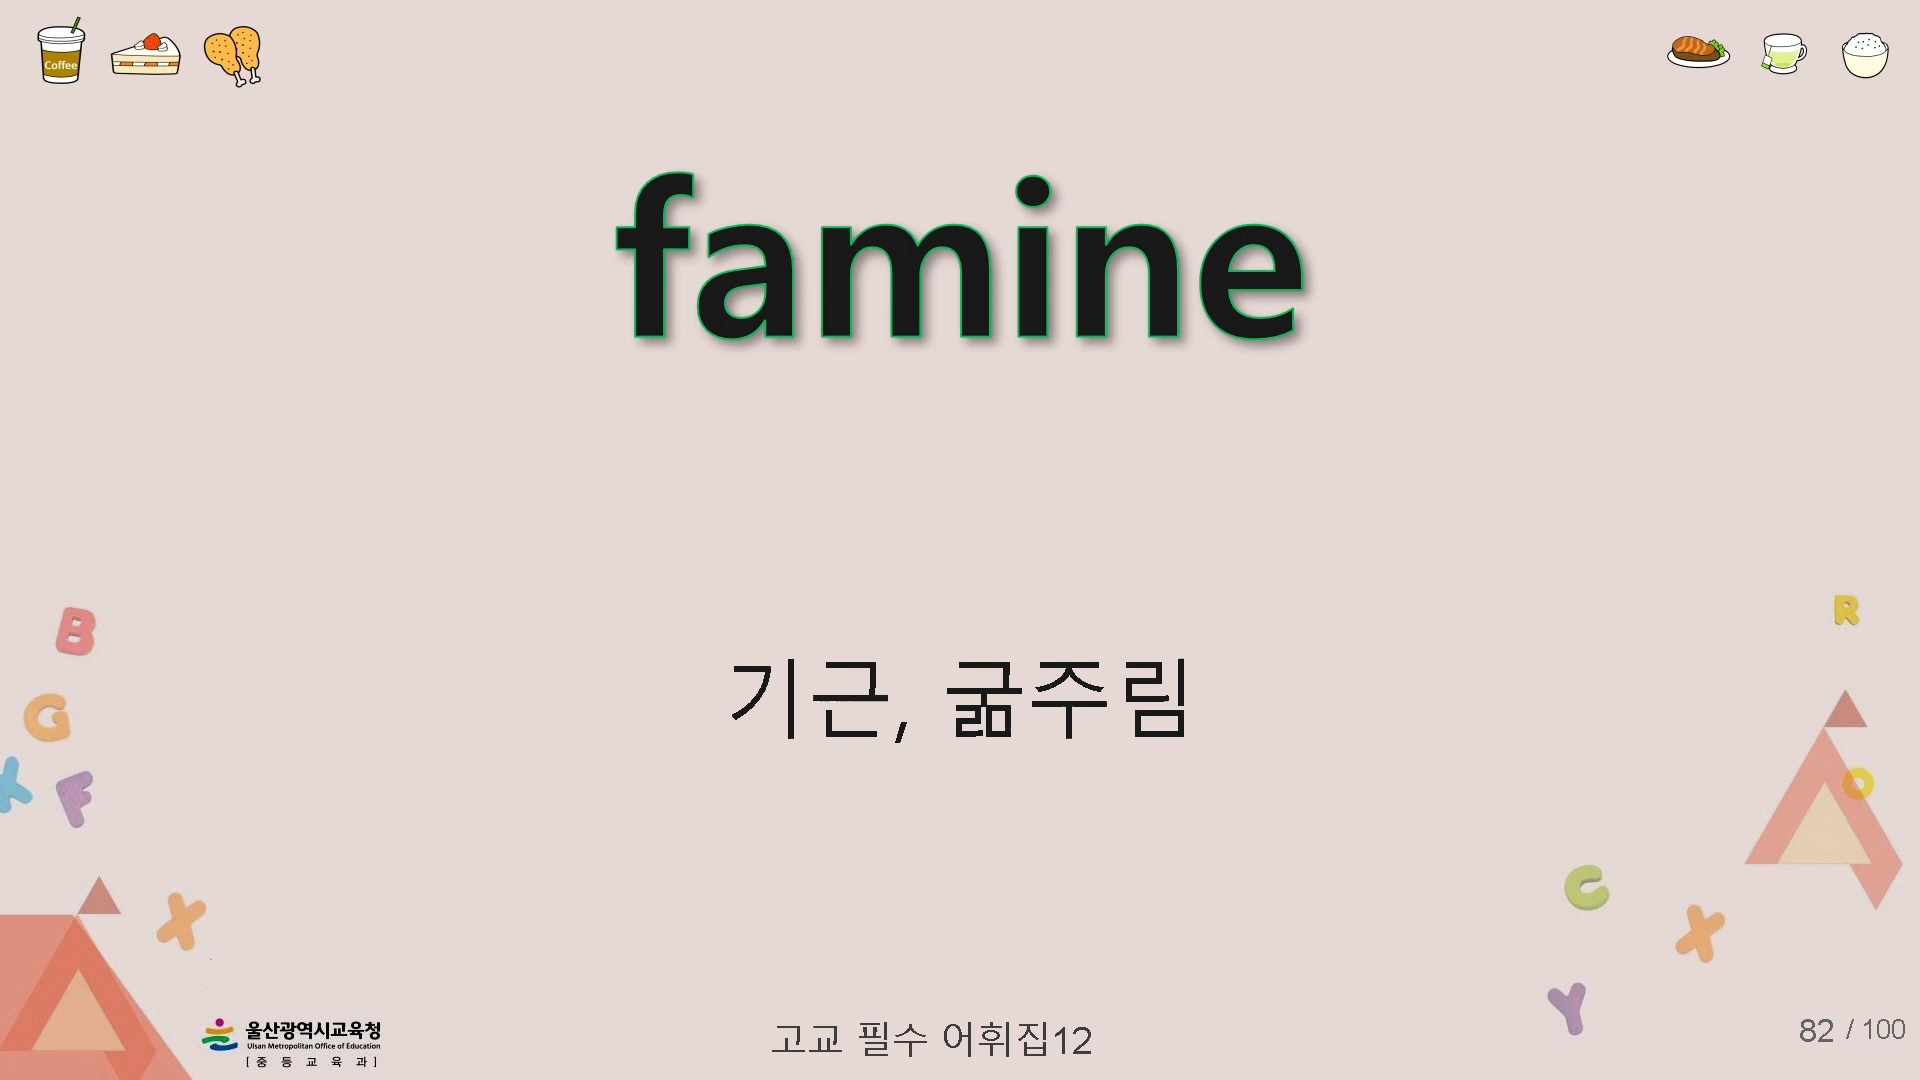 Coffee
famine
기근, 굶주림
B
R
G
F
X
C
X
Y
울산광역시교육청
Ulsan Metropolitan Office of Education
[중등교육과]
고교 필수 어휘집12
82 / 100